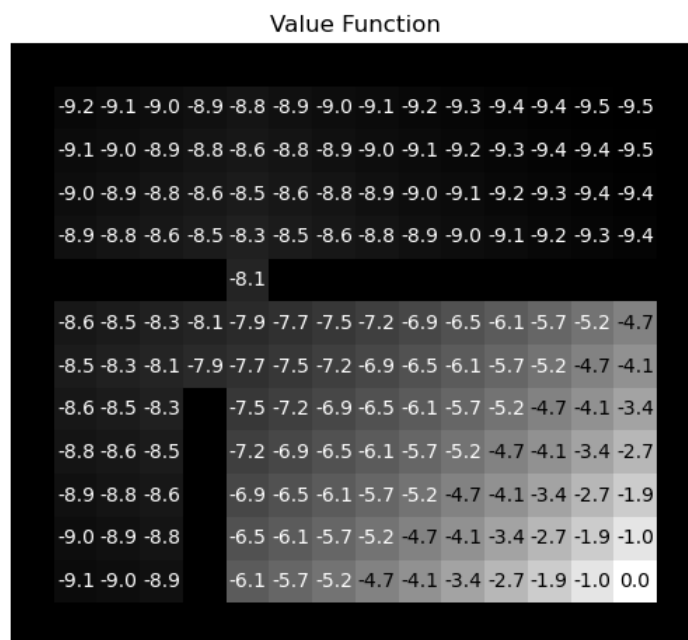 Value Function
-9.2 -9.1 -9.0 -8.9 -8.8 -8.9 -9.0 -9.1 -9.2 -9.3 -9.4 -9.4 -9.5 -9.5
-9.1 -9.0 -8.9 -8.8 -8.6 -8.8 -8.9 -9.0 -9.1 -9.2 -9.3 -9.4 -9.4 -9.5
-9.0 -8.9 -8.8 -8.6 -8.5 -8.6 -8.8 -8.9 -9.0 -9.1 -9.2 -9.3 -9.4 -9.4
-8.9 -8.8 -8.6 -8.5 -8.3 -8.5 -8.6 -8.8 -8.9 -9.0 -9.1 -9.2 -9.3 -9.4
-8.1
-8.6 -8.5 -8.3 -8.1 -7.9 -7.7 -7.5 -7.2 -6.9 -6.5 -6.1 -5.7 -5.2 -4.7
-8.5 -8.3 -8.1 -7.9 -7.7 -7.5 -7.2 -6.9 -6.5 -6.1 -5.7 -5.2 -4.7 -4.1
-8.6 -8.5 -8.3 -7.5 -7.2 -6.9 -6.5 -6.1 -5.7 -5.2 -4.7 -4.1 -3.4
-8.8 -8.6 -8.5 -7.2 -6.9 -6.5 -6.1 -5.7 -5.2 -4.7 -4.1 -3.4 -2.7
-8.9 -8.8 -8.6 -6.9 -6.5 -6.1 -5.7 -5.2 -4.7 -4.1 -3.4 -2.7 -1.9
-9.0 -8.9 -8.8 -6.5 -6.1 -5.7 -5.2 -4.7 -4.1 -3.4 -2.7 -1.9 -1.0
-9.1 -9.0 -8.9 -6.1 -5.7 -5.2 -4.7 -4.1 -3.4 -2.7 -1.9 -1.0 0.0